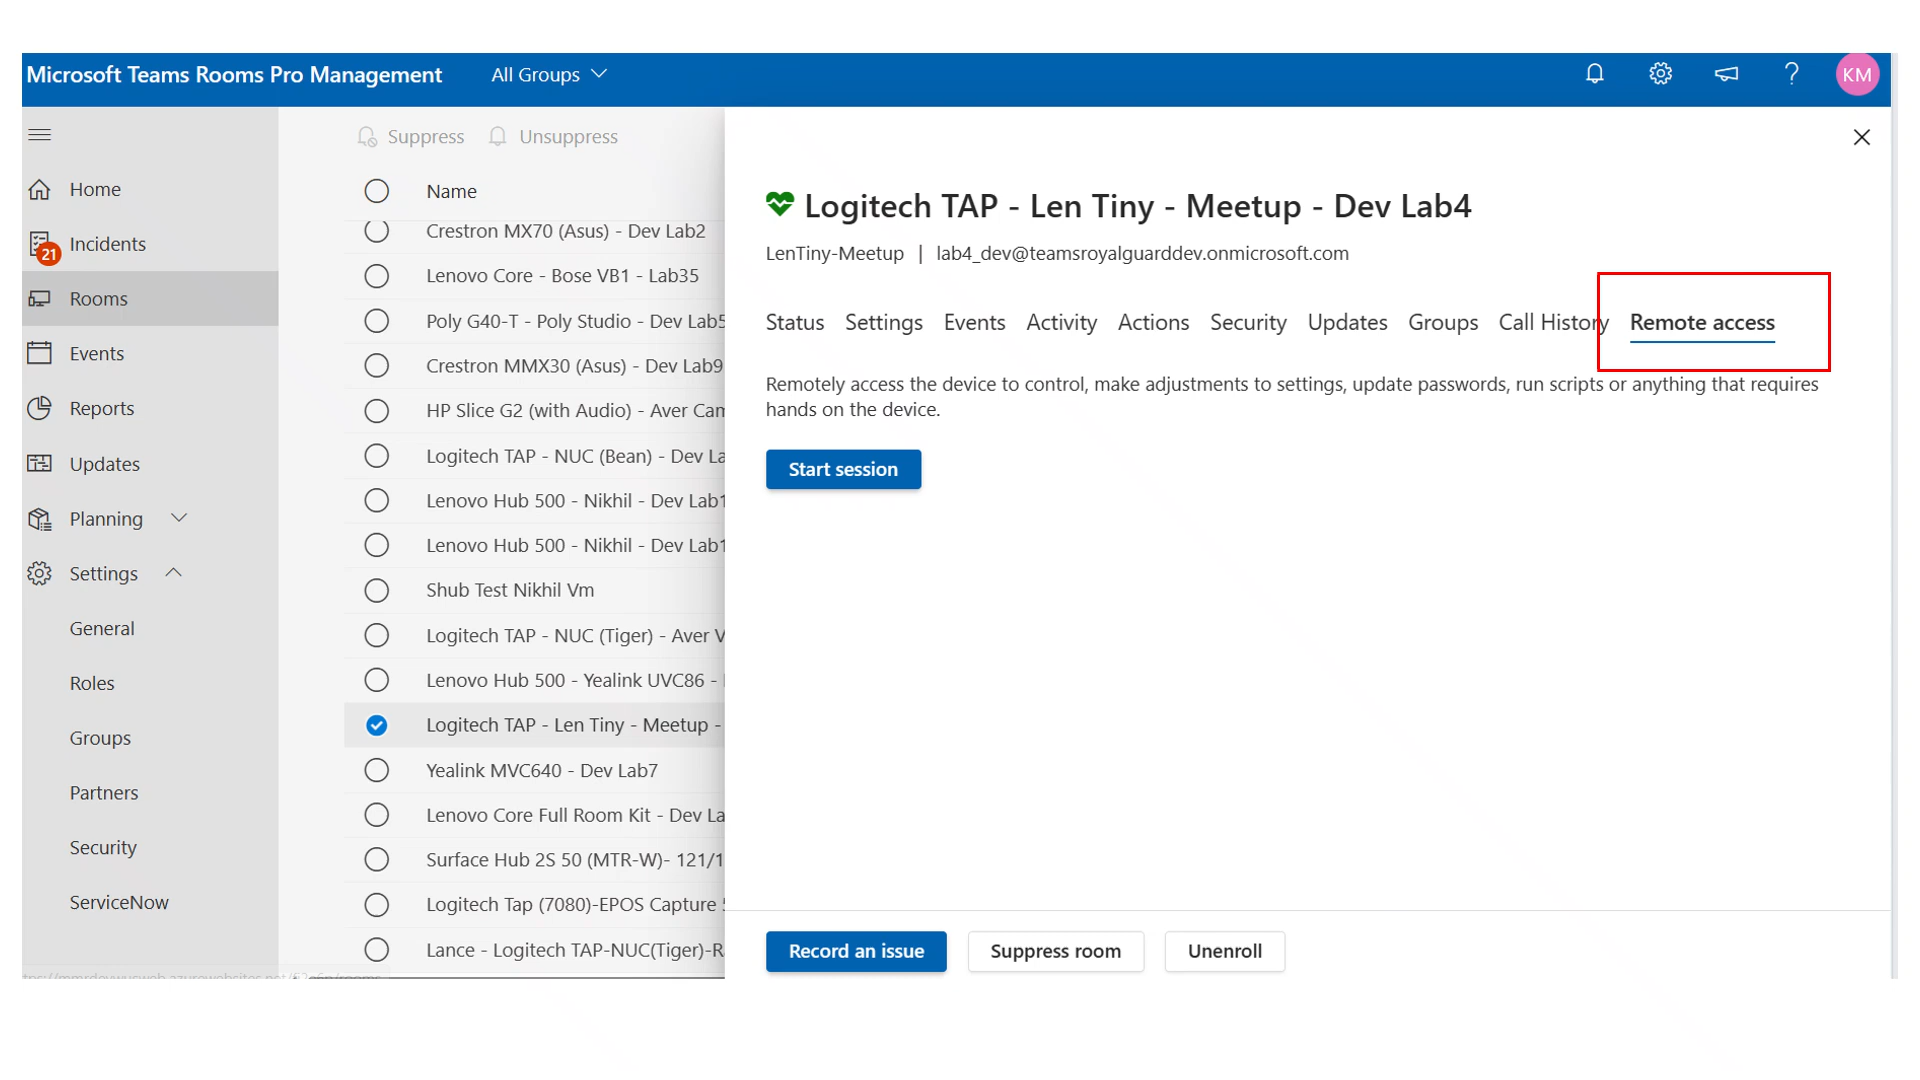 Microsoft Teams Rooms Pro Management
All Groups
KM
Home
21
Incidents
Rooms
Events
Reports
Updates
Planning
Settings
General
Roles
Groups
Partners
Security
ServiceNow
Suppress
Unsuppress
Name
Crestron MX70 (Asus) - Dev Lab2
Lenovo Core - Bose VB1 - Lab35
Poly G40-T - Poly Studio - Dev Lab5
Crestron MMX30 (Asus) - Dev Lab9
HP Slice G2 (with Audio) - Aver Cam
Logitech TAP - NUC (Bean) - Dev La
Lenovo Hub 500 - Nikhil - Dev Lab1
Lenovo Hub 500 - Nikhil - Dev Lab1
Shub Test Nikhil Vm
Logitech TAP - NUC (Tiger) - Aver V
Lenovo Hub 500 - Yealink UVC86 -
Logitech TAP - Len Tiny - Meetup -
Yealink MVC640 - Dev Lab7
Lenovo Core Full Room Kit - Dev La
Surface Hub 2S 50 (MTR-W)- 121/1
Logitech Tap (7080)-EPOS Capture 5
Lance - Logitech TAP-NUC(Tiger)-R
Logitech TAP - Len Tiny - Meetup - Dev Lab4
LenTiny-Meetup | lab4_dev@teamsroyalguarddev.onmicrosoft.com
Status Settings Events Activity Actions Security Updates Groups Call History Remote access
Remotely access the device to control, make adjustments to settings, update passwords, run scripts or anything that requires
hands on the device.
Start session
Record an issue
Suppress room
Unenroll